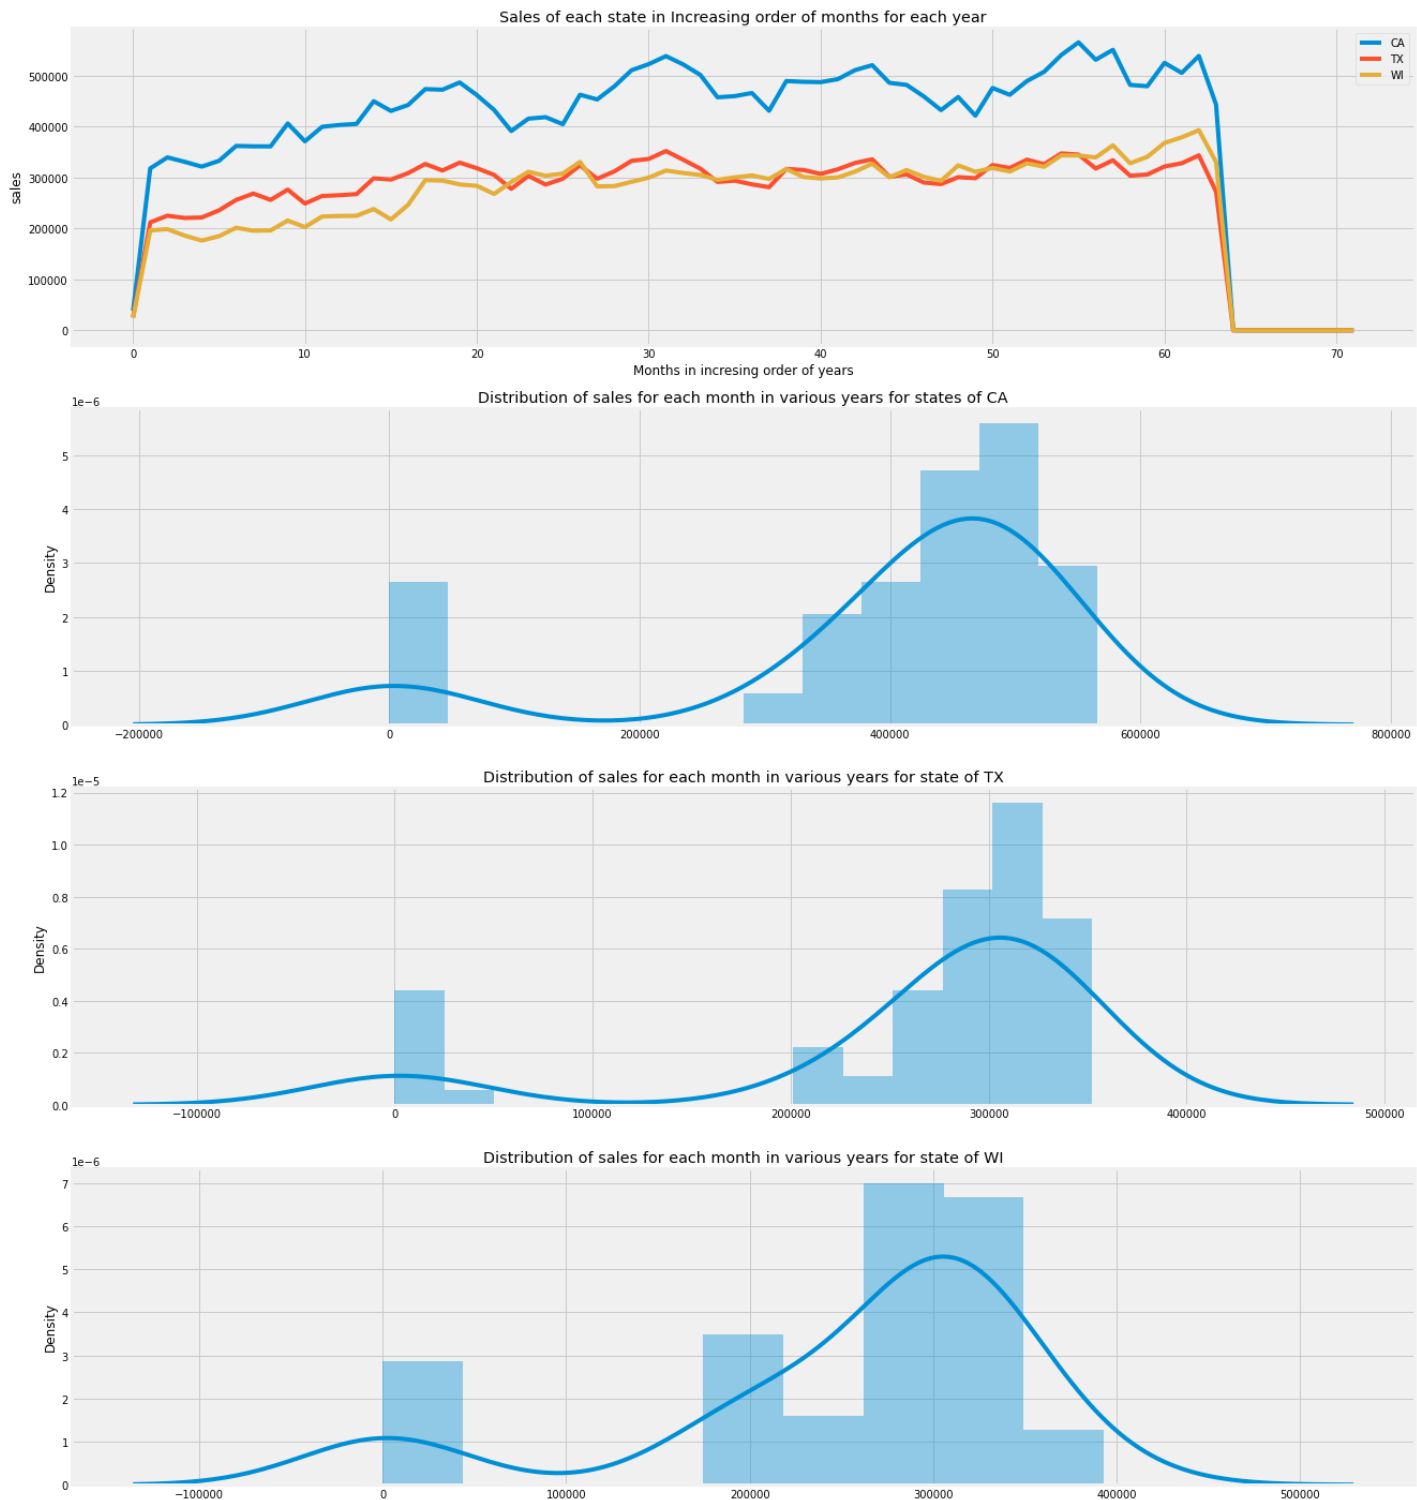 Sales of each state in Increasing order of months for each year
CA
TX
WI
500000
400000
300000
200000
100000
0
sales
0 10 20 30 40 50 60 70
Months in incresing order of years
1e−6
Distribution of sales for each month in various years for states of CA
5
4
3
2
1
0
Density
−200000 0 200000 400000 600000 800000
1e−5
Distribution of sales for each month in various years for state of TX
1.2
1.0
0.8
0.6
0.4
0.2
0.0
Density
−100000 0 100000 200000 300000 400000 500000
1e−6
Distribution of sales for each month in various years for state of WI
7
6
5
4
3
2
1
0
Density
−100000 0 100000 200000 300000 400000 500000